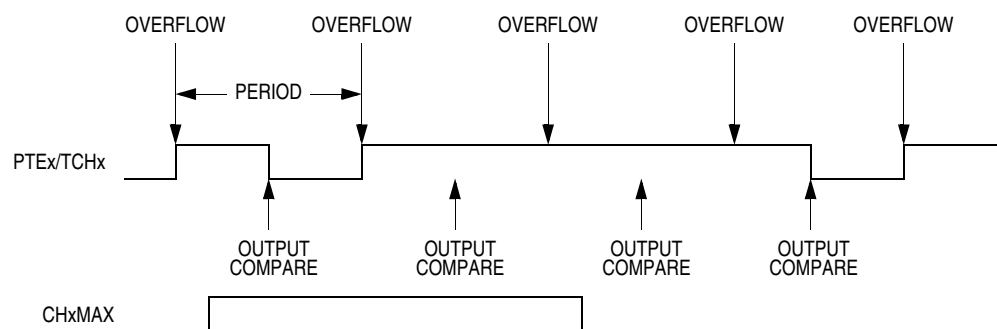 OVERFLOW OVERFLOW OVERFLOW OVERFLOW OVERFLOW
PERIOD
PTEx/TCHx
OUTPUT COMPARE
OUTPUT COMPARE
OUTPUT COMPARE
OUTPUT COMPARE
CHxMAX